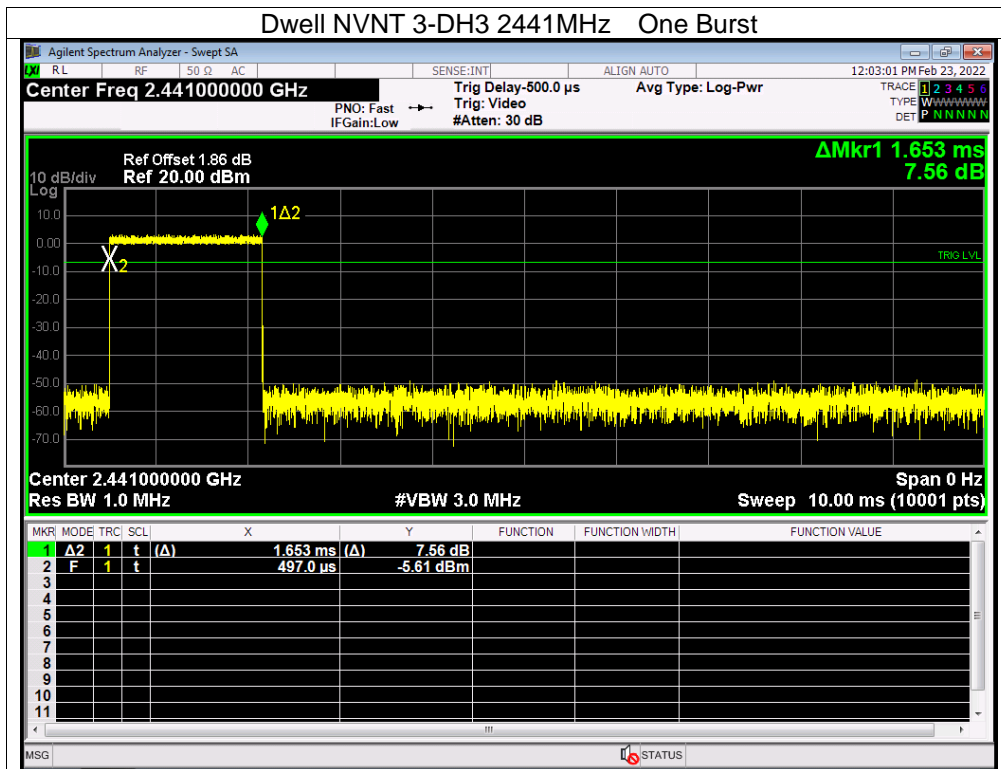 Dwell NVNT 3-DH3 2441MHz One Burst
Agilent Spectrum Analyzer - Swept SA
LXI RL RF 50 Ω AC SENSE:INT ALIGN AUTO 12:03:01 PM Feb 23, 2022
Center Freq 2.441000000 GHz
PNO: Fast
IFGain:Low
Trig Delay-500.0 µs
Trig: Video
#Atten: 30 dB
Avg Type: Log-Pwr
TRACE 1 2 3 4 5 6
TYPE WWWWWWW
DET P N N N N N
ΔMkr1 1.653 ms
7.56 dB
Ref Offset 1.86 dB
10 dB/div Ref 20.00 dBm
Log
10.0
0.00
-10.0
-20.0
-30.0
-40.0
-50.0
-60.0
-70.0
1Δ2
2
TRIG LVL
Center 2.441000000 GHz Span 0 Hz
Res BW 1.0 MHz #VBW 3.0 MHz Sweep 10.00 ms (10001 pts)
MKR MODE TRC SCL X Y FUNCTION FUNCTION WIDTH FUNCTION VALUE
1 Δ2 1 t (Δ) 1.653 ms (Δ) 7.56 dB
2 F 1 t 497.0 µs -5.61 dBm
3
4
5
6
7
8
9
10
11
MSG STATUS